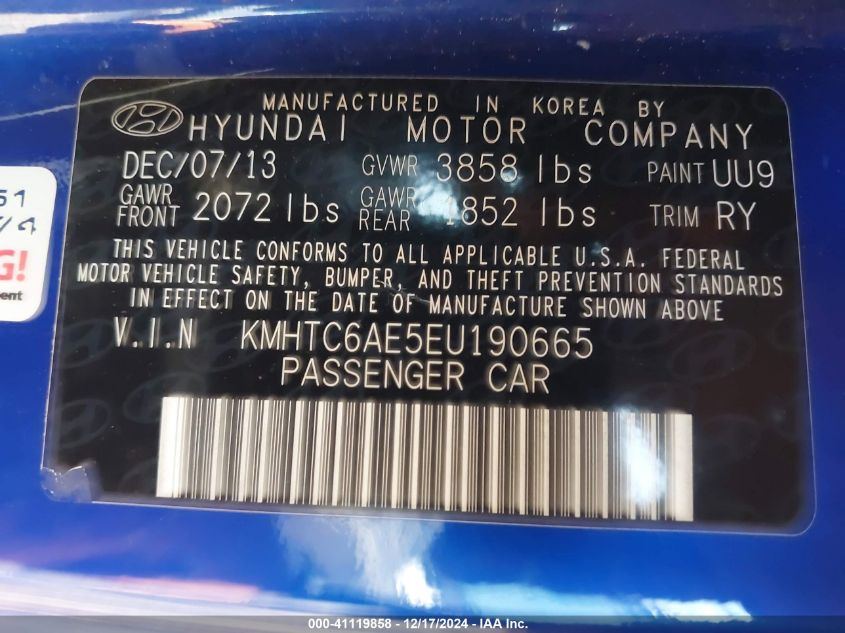 MANUFACTURED IN KOREA BY
HYUNDAI MOTOR COMPANY
DEC/07/13 GVWR 3858 lbs PAINT UU9
GAWR FRONT 2072 lbs GAWR REAR 1852 lbs TRIM RY
THIS VEHICLE CONFORMS TO ALL APPLICABLE U.S.A. FEDERAL
MOTOR VEHICLE SAFETY, BUMPER, AND THEFT PREVENTION STANDARDS
IN EFFECT ON THE DATE OF MANUFACTURE SHOWN ABOVE
V.I.N KMHTC6AE5EU190665
PASSENGER CAR
G!
000-41119858 - 12/17/2024 - IAA Inc.